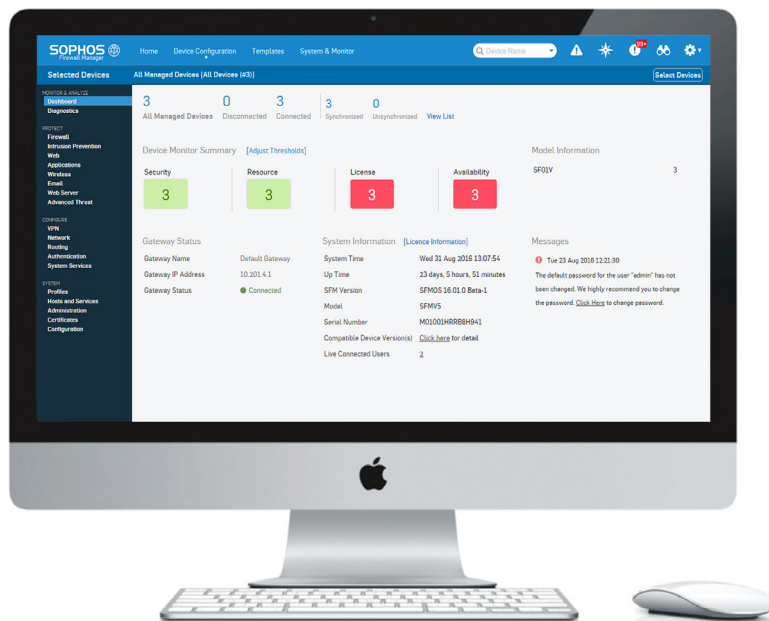 SOPHOS
Firewall Manager
Home Device Configuration Templates System & Monitor
Device Name
99+
Selected Devices
All Managed Devices [All Devices (#3)]
Select Devices
MONITOR & ANALYZE
Dashboard
Diagnostics
PROTECT
Firewall
Intrusion Prevention
Web
Applications
Wireless
Email
Web Server
Advanced Threat
CONFIGURE
VPN
Network
Routing
Authentication
System Services
SYSTEM
Profiles
Hosts and Services
Administration
Certificates
Configuration
3 0 3 3 0
All Managed Devices Disconnected Connected Synchronized Unsynchronized View List
Device Monitor Summary [Adjust Thresholds]
Security Resource License Availability
3 3 3 3
Model Information
SF01V 3
Gateway Status
Gateway Name Default Gateway
Gateway IP Address 10.201.4.1
Gateway Status Connected
System Information [Licence Information]
System Time Wed 31 Aug 2016 13:07:54
Up Time 23 days, 5 hours, 51 minutes
SFM Version SFMOS 16.01.0 Beta-1
Model SFMV5
Serial Number M01001HRRB8H941
Compatible Device Version(s) Click here for detail
Live Connected Users 2
Messages
Tue 23 Aug 2016 12:21:30
The default password for the user "admin" has not
been changed. We highly recommend you to change
the password. Click Here to change password.